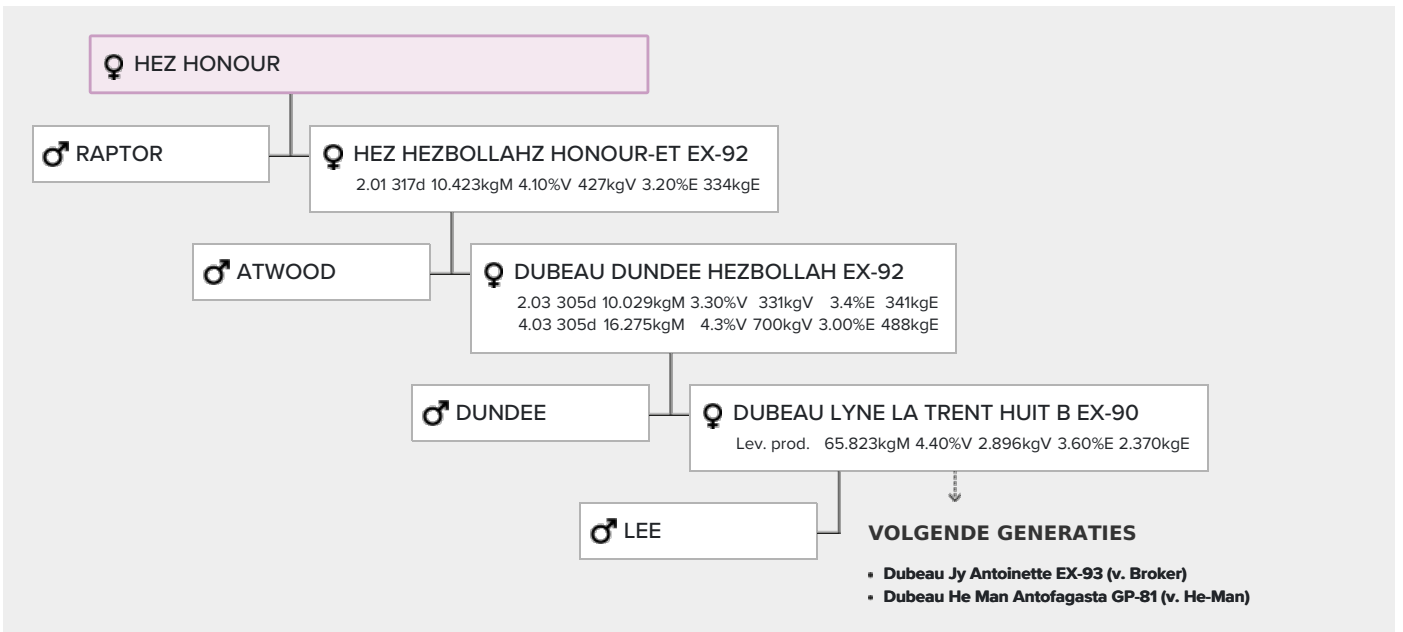 HEZ HONOUR
RAPTOR
HEZ HEZBOLLAHZ HONOUR-ET EX-92
2.01 317d 10.423kgM 4.10%V 427kgV 3.20%E 334kgE
ATWOOD
DUBEAU DUNDEE HEZBOLLAH EX-92
2.03 305d 10.029kgM 3.30%V 331kgV 3.4%E 341kgE
4.03 305d 16.275kgM 4.3%V 700kgV 3.00%E 488kgE
DUNDEE
DUBEAU LYNE LA TRENT HUIT B EX-90
Lev. prod. 65.823kgM 4.40%V 2.896kgV 3.60%E 2.370kgE
LEE
VOLGENDE GENERATIES
• Dubeau Jy Antoinette EX-93 (v. Broker)
• Dubeau He Man Antofagasta GP-81 (v. He-Man)